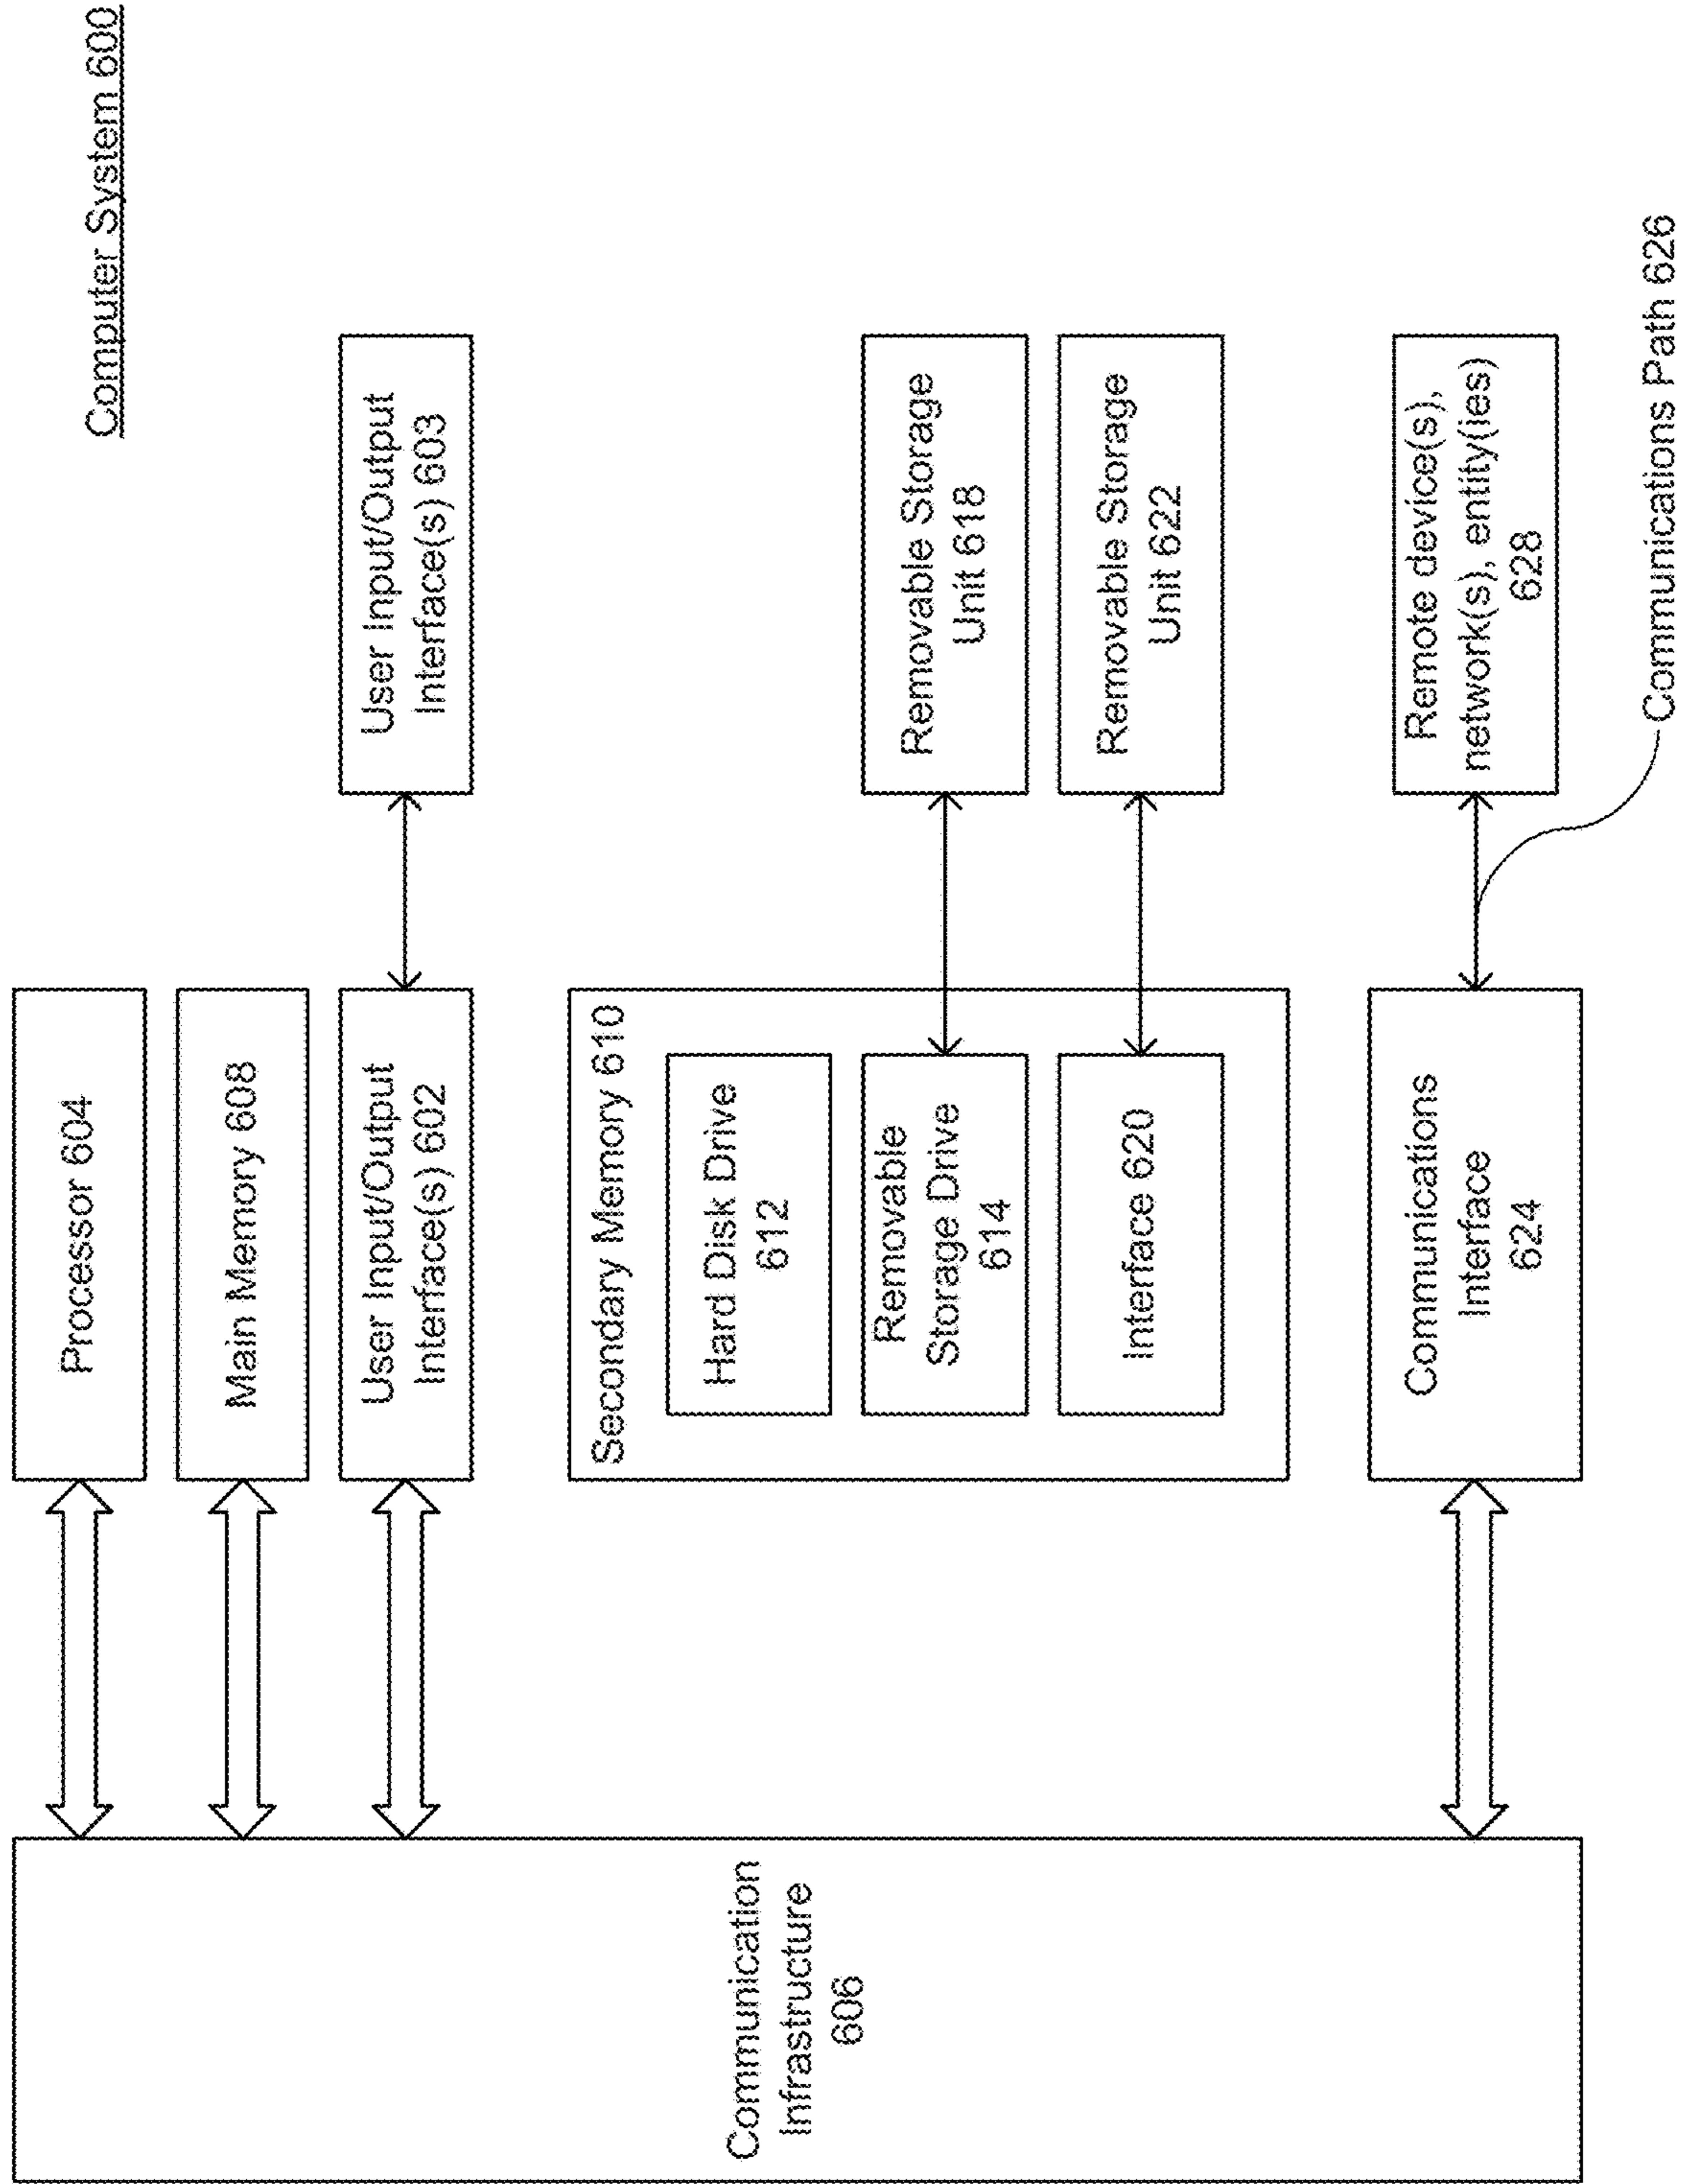 Computer System 600
Processor 604
Main Memory 608
User Input/Output
Interface(s) 602
User Input/Output
Interface(s) 603
Communication
Infrastructure
606
Secondary Memory 610
Hard Disk Drive
612
Removable
Storage Drive
614
Removable Storage
Unit 618
Interface 620
Removable Storage
Unit 622
Communications
Interface
624
Remote device(s),
network(s), entity(ies)
628
Communications Path 626